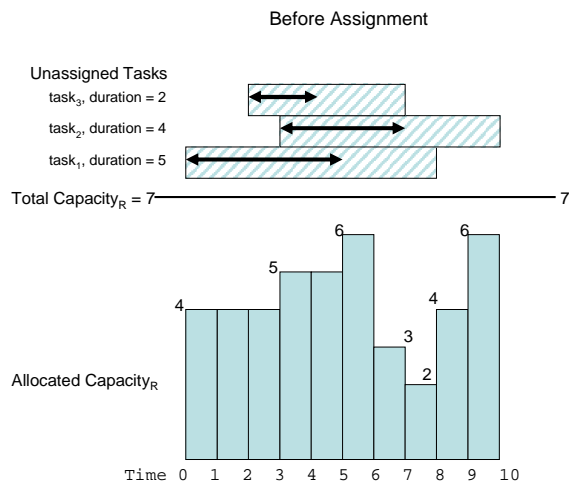 Before Assignment
Unassigned Tasks
task3, duration = 2
task2, duration = 4
task1, duration = 5
Total CapacityR = 7
7
6
6
5
4
4
3
2
Allocated CapacityR
Time 0 1 2 3 4 5 6 7 8 9 10